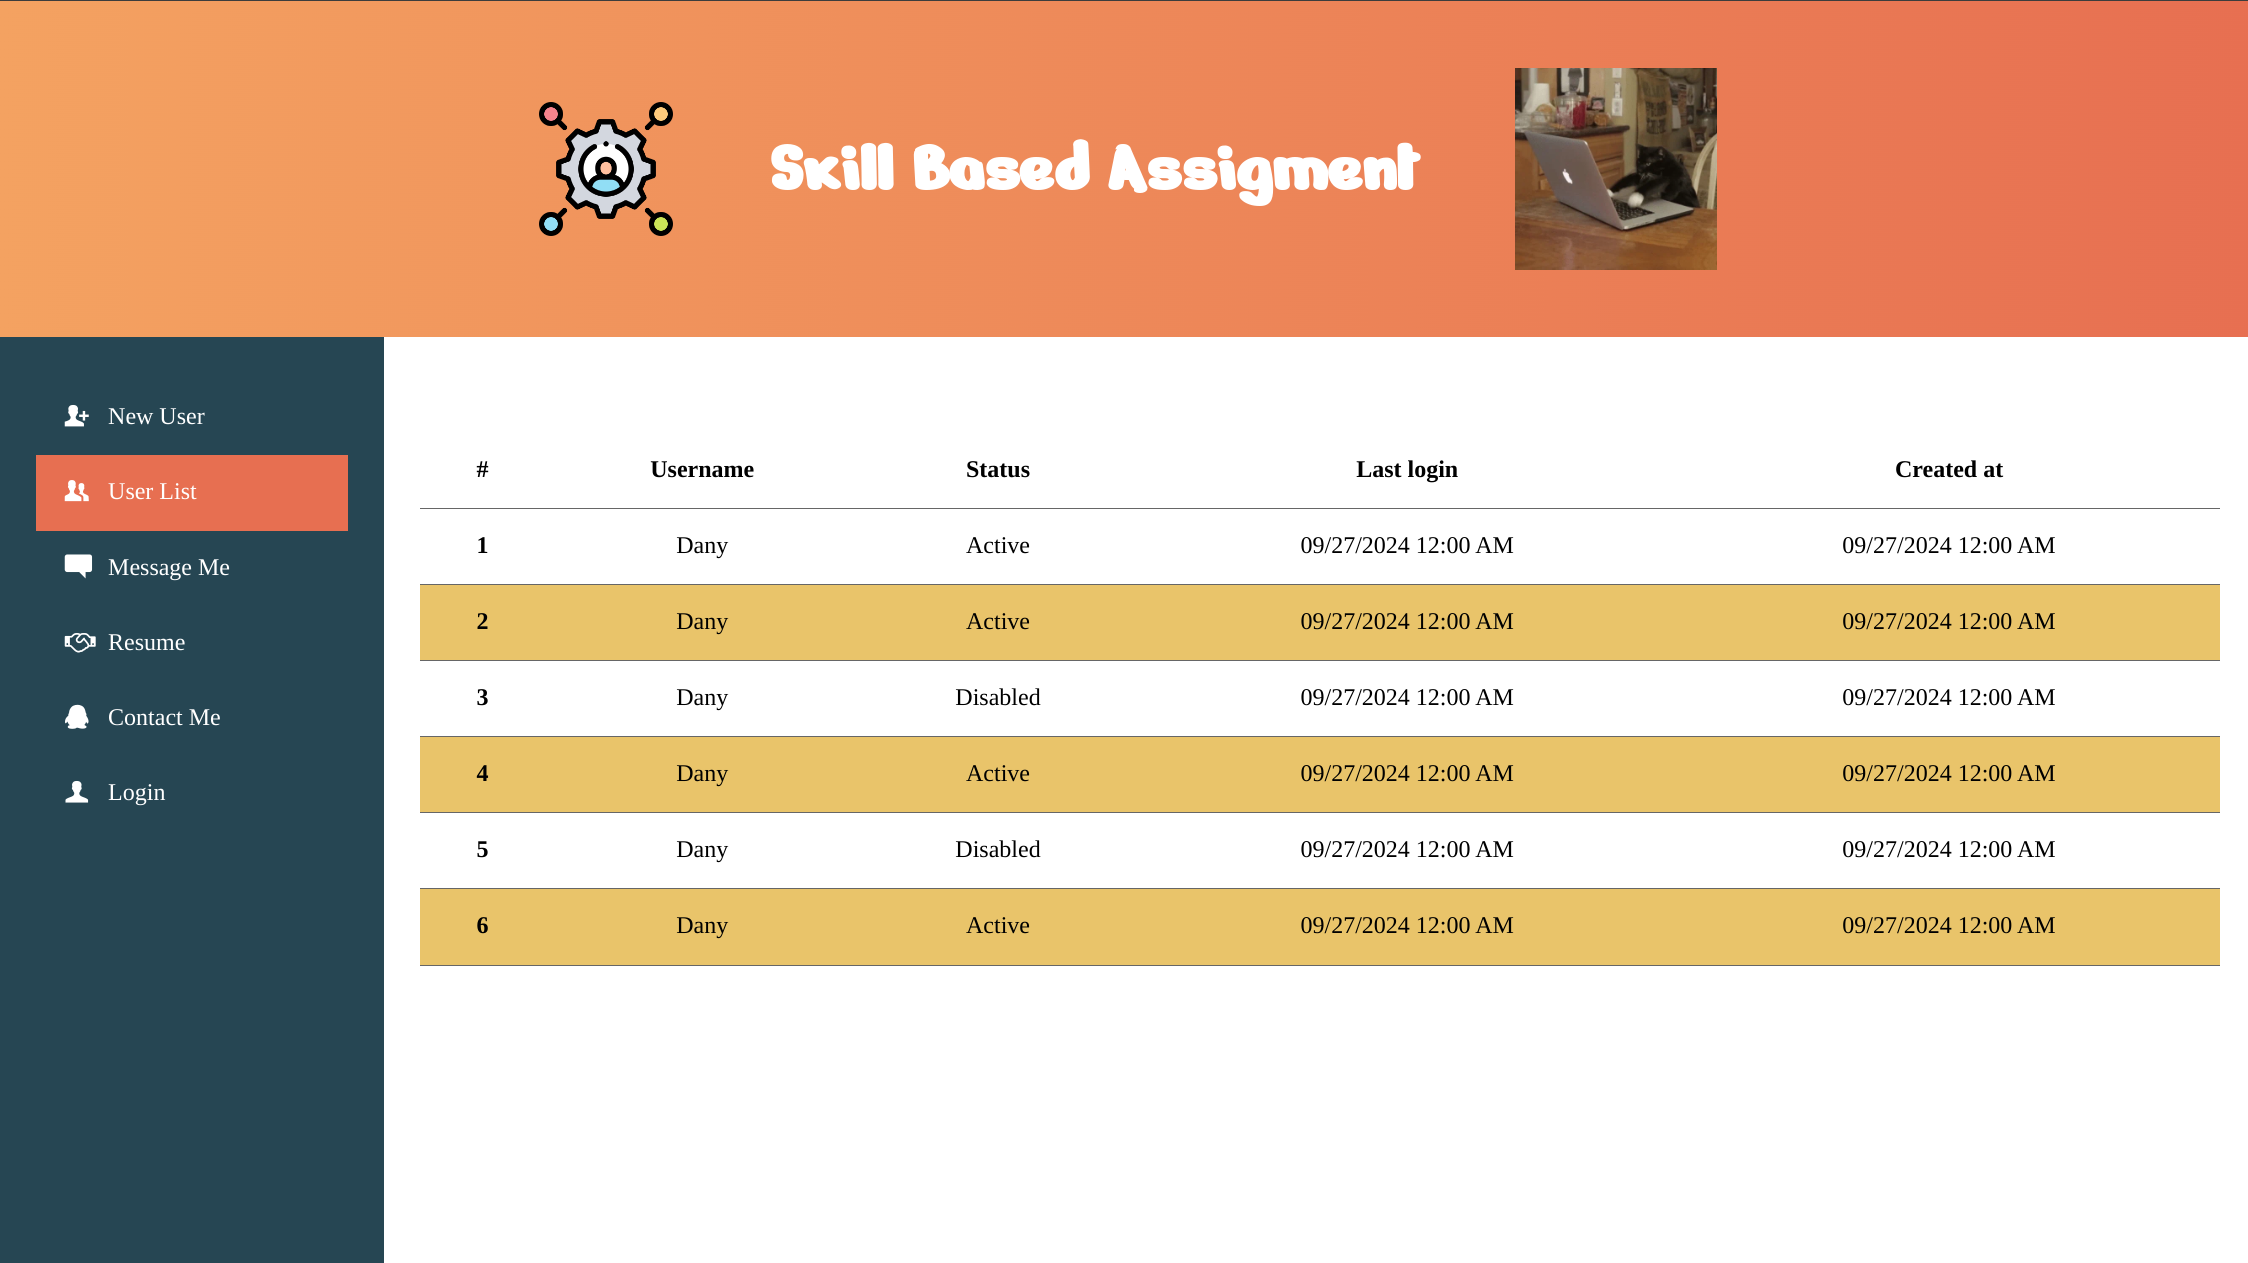 Skill Based Assigment
New User
User List
Message Me
Resume
Contact Me
Login
# Username Status Last login Created at
1 Dany Active 09/27/2024 12:00 AM 09/27/2024 12:00 AM
2 Dany Active 09/27/2024 12:00 AM 09/27/2024 12:00 AM
3 Dany Disabled 09/27/2024 12:00 AM 09/27/2024 12:00 AM
4 Dany Active 09/27/2024 12:00 AM 09/27/2024 12:00 AM
5 Dany Disabled 09/27/2024 12:00 AM 09/27/2024 12:00 AM
6 Dany Active 09/27/2024 12:00 AM 09/27/2024 12:00 AM